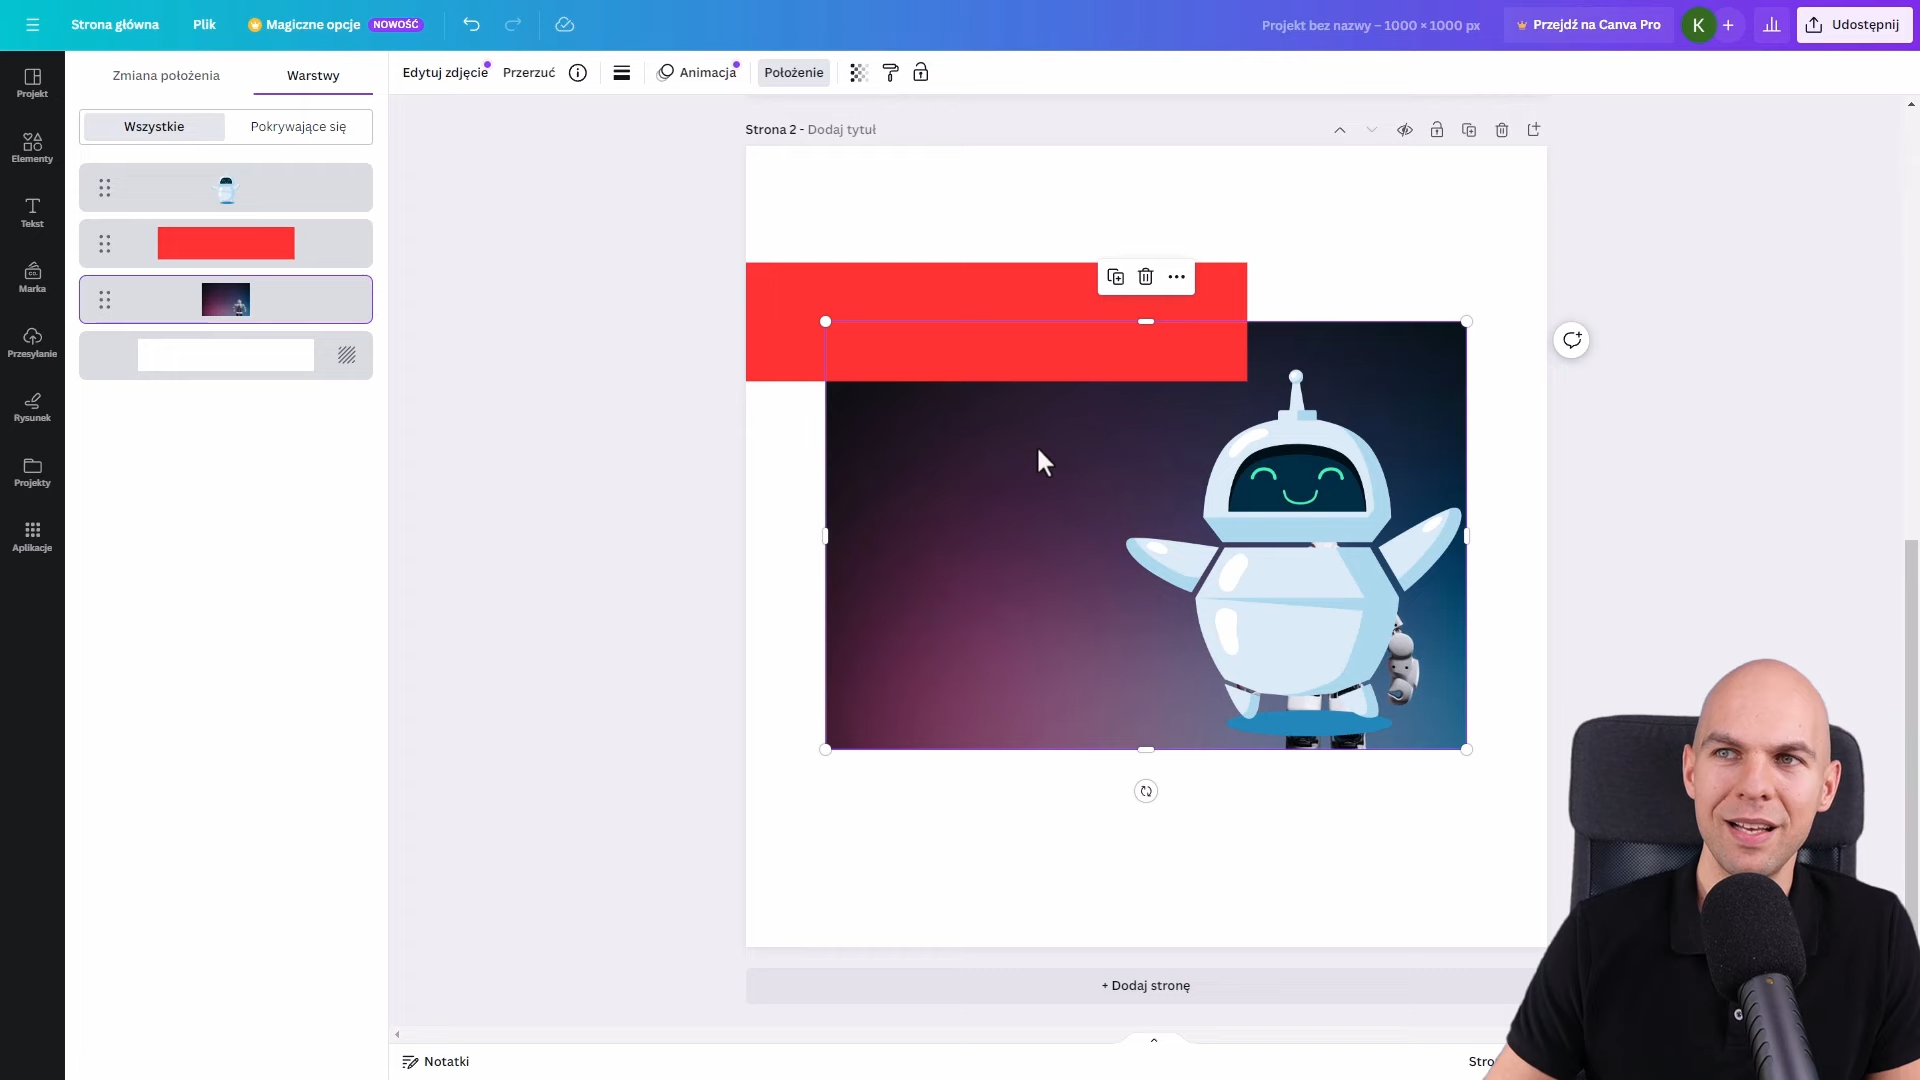 Strona główna
Plik
Magiczne opcje NOWOŚĆ
Projekt bez nazwy – 1000 × 1000 px
Przejdź na Canva Pro
K
Udostępnij
Projekt
Elementy
Tekst
co.
Marka
Przesyłanie
Rysunek
Projekty
Aplikacje
Zmiana położenia
Warstwy
Wszystkie
Pokrywające się
Edytuj zdjęcie
Przerzuć
Animacja
Położenie
Strona 2 - Dodaj tytuł
+ Dodaj stronę
Notatki
Stro